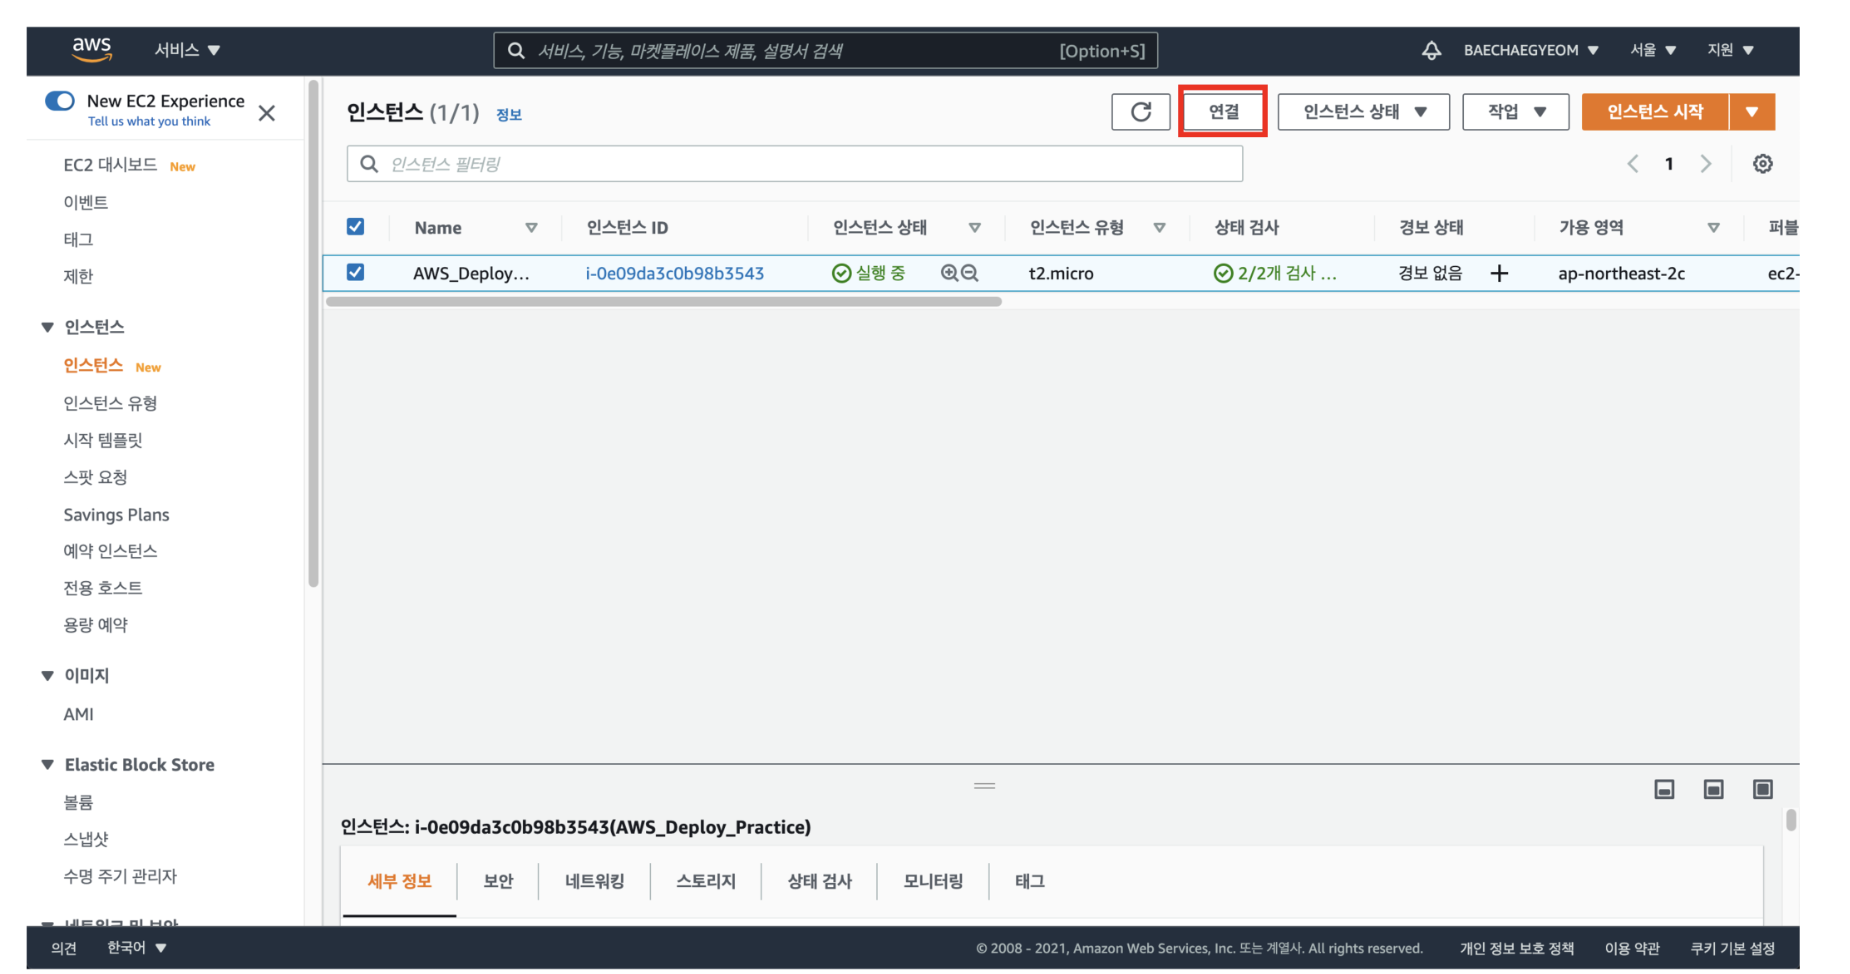 aws 서비스 ▼ 서비스, 기능, 마켓플레이스 제품, 설명서 검색 [Option+S] BAECHAEGYEOM ▼ 서울 ▼ 지원 ▼
New EC2 Experience
Tell us what you think
EC2 대시보드 New
이벤트
태그
제한
▼ 인스턴스
인스턴스 New
인스턴스 유형
시작 템플릿
스팟 요청
Savings Plans
예약 인스턴스
전용 호스트
용량 예약
▼ 이미지
AMI
▼ Elastic Block Store
볼륨
스냅샷
수명 주기 관리자
▼ 네트워크 및 보안
인스턴스 (1/1) 정보 연결 인스턴스 상태 ▼ 작업 ▼ 인스턴스 시작 ▼
인스턴스 필터링 1
Name 인스턴스 ID 인스턴스 상태 인스턴스 유형 상태 검사 경보 상태 가용 영역 퍼블
AWS_Deploy... i-0e09da3c0b98b3543 실행 중 t2.micro 2/2개 검사 ... 경보 없음 + ap-northeast-2c ec2-
인스턴스: i-0e09da3c0b98b3543(AWS_Deploy_Practice)
세부 정보 보안 네트워킹 스토리지 상태 검사 모니터링 태그
의견 한국어 ▼ © 2008 - 2021, Amazon Web Services, Inc. 또는 계열사. All rights reserved. 개인 정보 보호 정책 이용 약관 쿠키 기본 설정